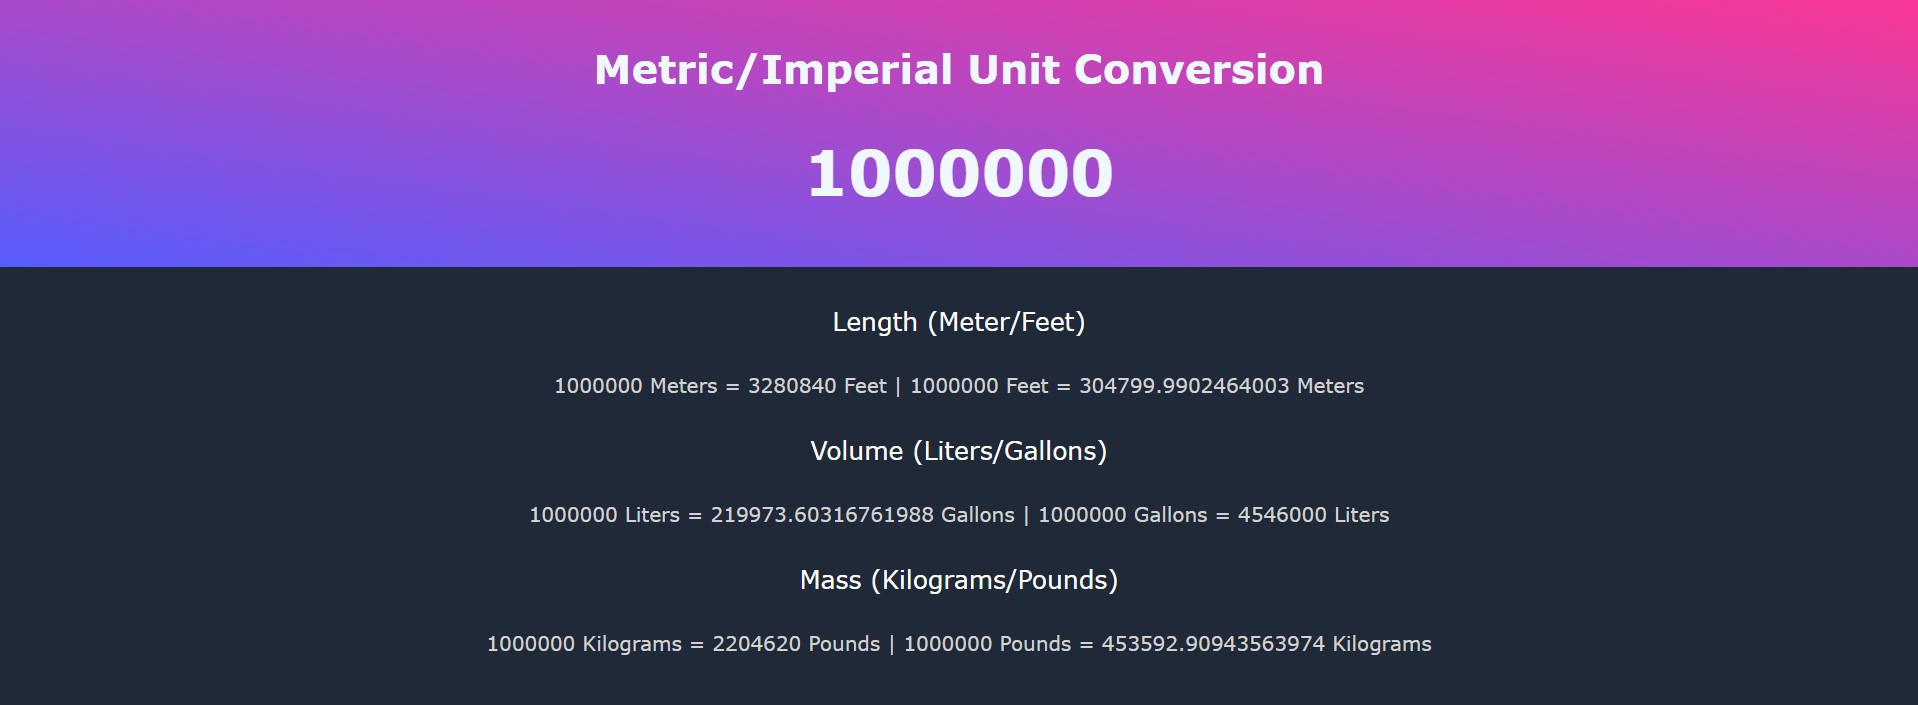 Metric/Imperial Unit Conversion
1000000
Length (Meter/Feet)
1000000 Meters = 3280840 Feet | 1000000 Feet = 304799.9902464003 Meters
Volume (Liters/Gallons)
1000000 Liters = 219973.60316761988 Gallons | 1000000 Gallons = 4546000 Liters
Mass (Kilograms/Pounds)
1000000 Kilograms = 2204620 Pounds | 1000000 Pounds = 453592.90943563974 Kilograms